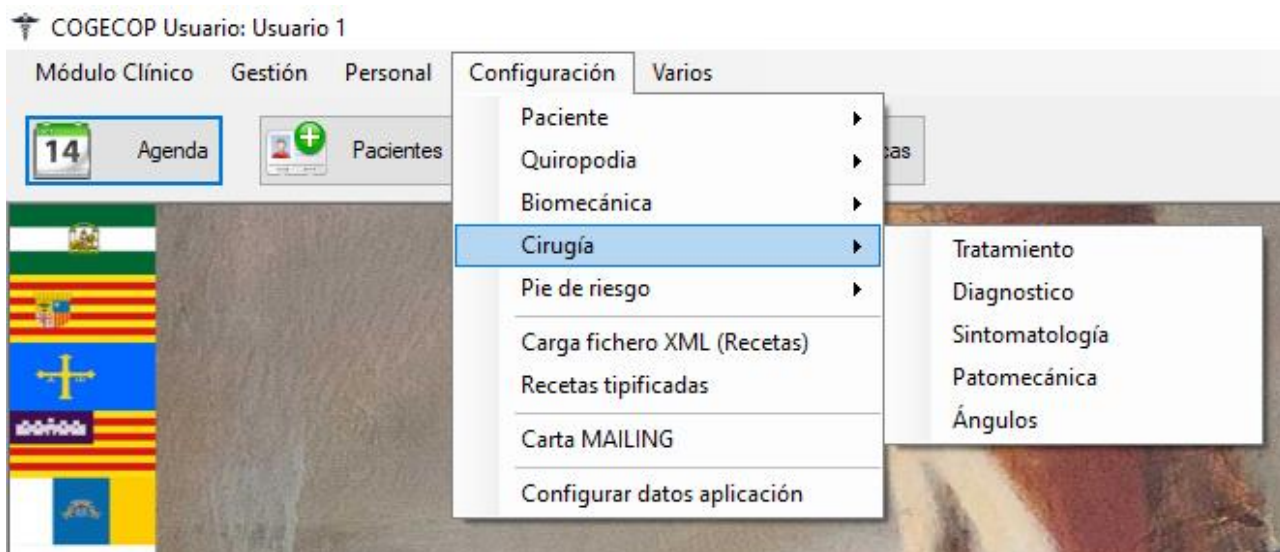 COGECOP Usuario: Usuario 1
Módulo Clínico Gestión Personal Configuración Varios
14 Agenda Pacientes
Paciente
Quiropodia
Biomecánica
Cirugía
Pie de riesgo
Carga fichero XML (Recetas)
Recetas tipificadas
Carta MAILING
Configurar datos aplicación
Tratamiento
Diagnostico
Sintomatología
Patomecánica
Ángulos